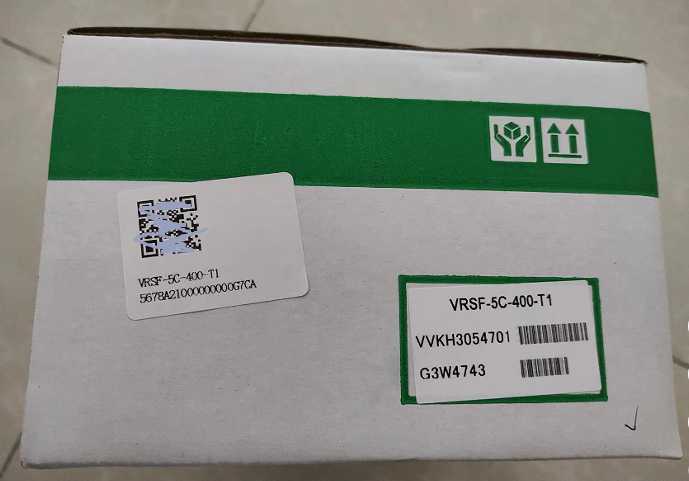 VRSF-5C-400-T1
5678A21000000000G7CA
VRSF-5C-400-T1
VVKH3054701
G3W4743